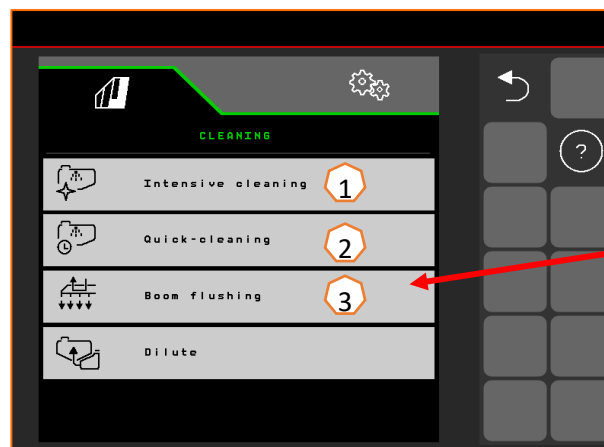 CLEANING
Intensive cleaning 1
Quick-cleaning 2
?
Boom flushing 3
Dilute